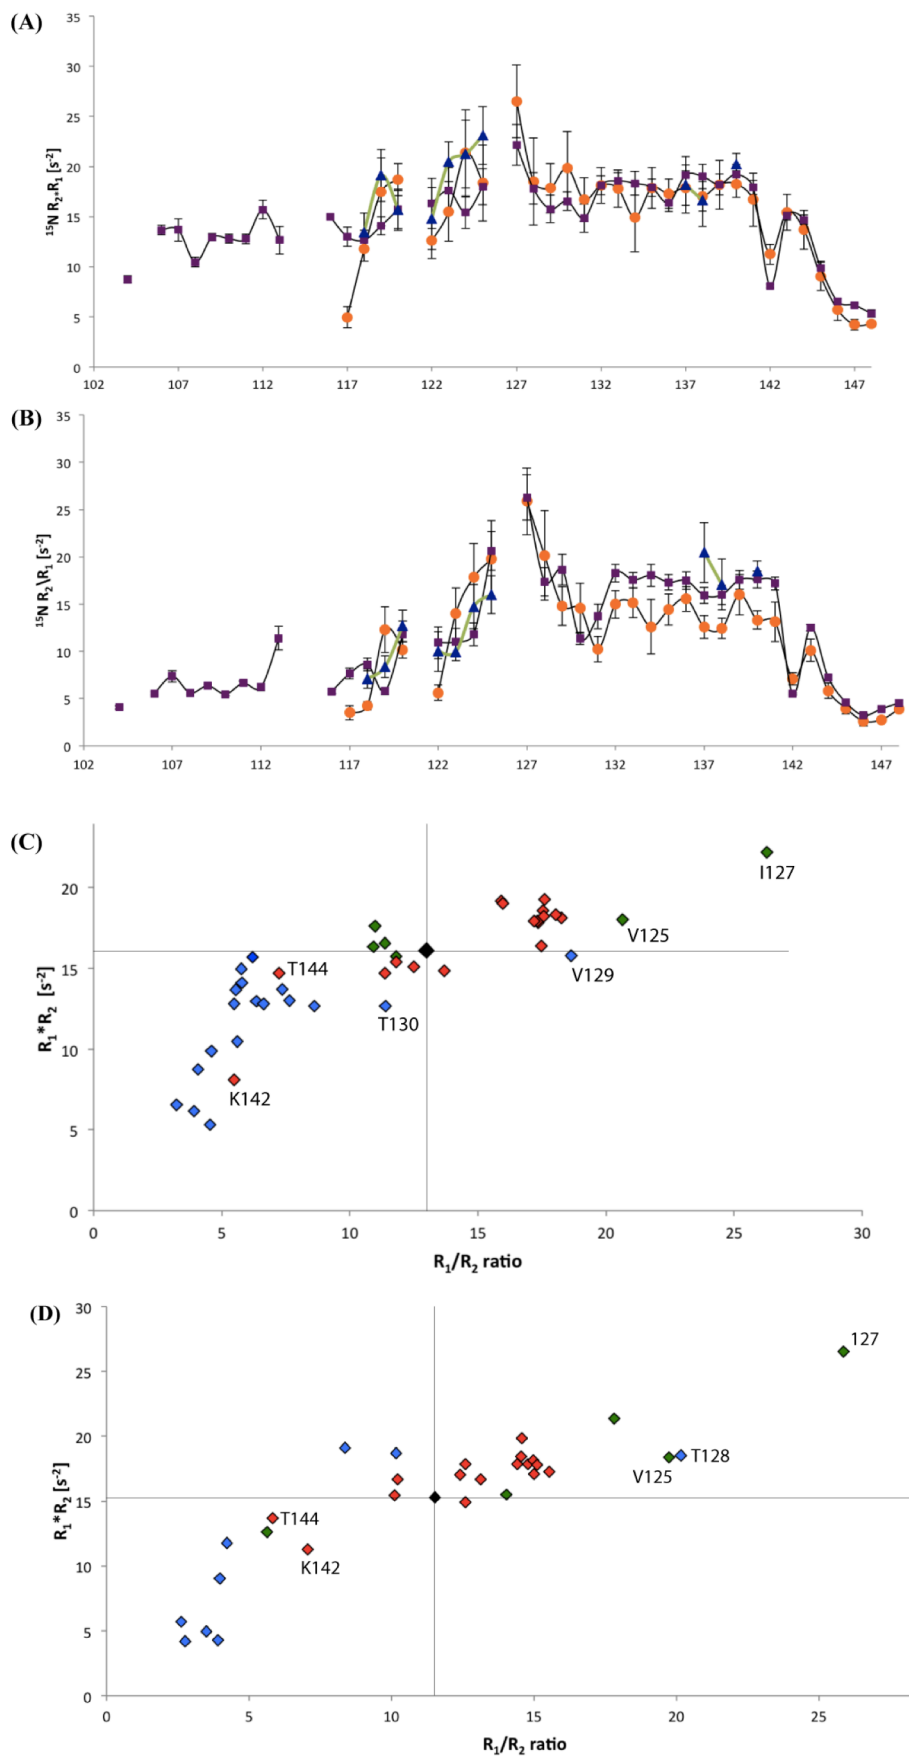 (A)
35
30
25
20
15
10
5
0
¹⁵N R₂*R₁ [s⁻²]
102 107 112 117 122 127 132 137 142 147
(B)
35
30
25
20
15
10
5
0
¹⁵N R₂\R₁ [s⁻²]
102 107 112 117 122 127 132 137 142 147
(C)
20
15
10
5
0
R₁*R₂ [s⁻²]
I127
V125
V129
T144
T130
K142
0 5 10 15 20 25 30
R₁/R₂ ratio
(D)
30
25
20
15
10
5
0
R₁*R₂ [s⁻²]
127
T128
V125
T144
K142
0 5 10 15 20 25
R₁/R₂ ratio